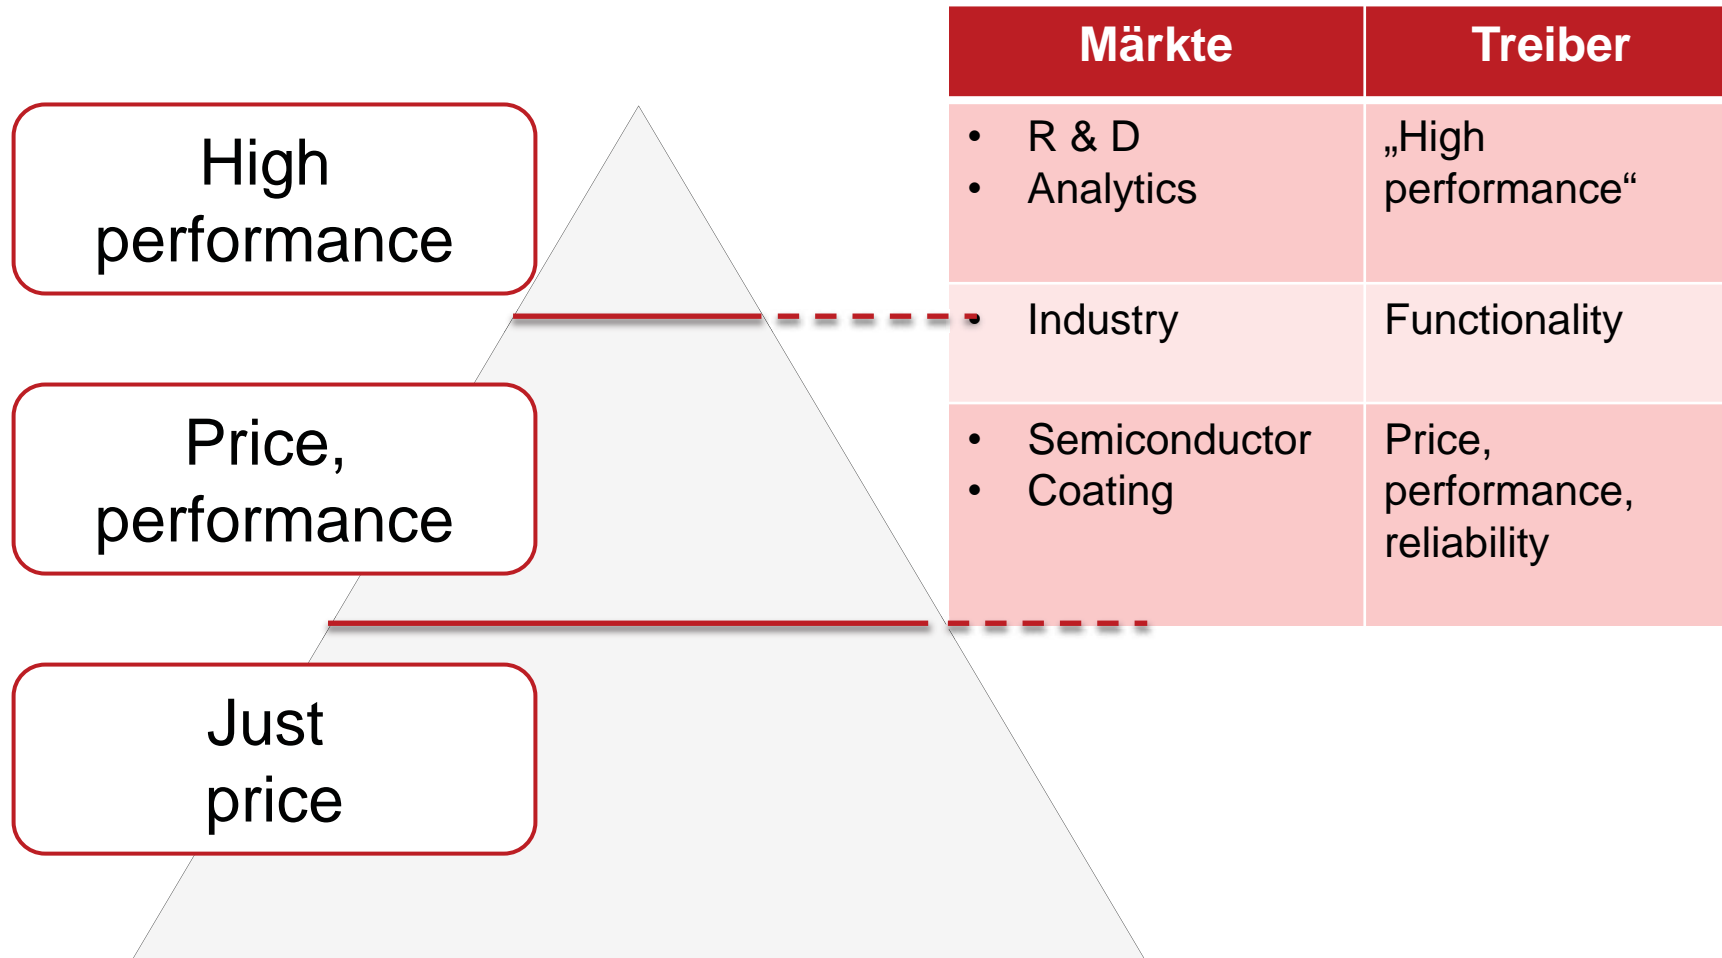 High
performance
Price,
performance
Just
price
Märkte
Treiber
• R & D
• Analytics
„High
performance“
• Industry
Functionality
• Semiconductor
• Coating
Price,
performance,
reliability